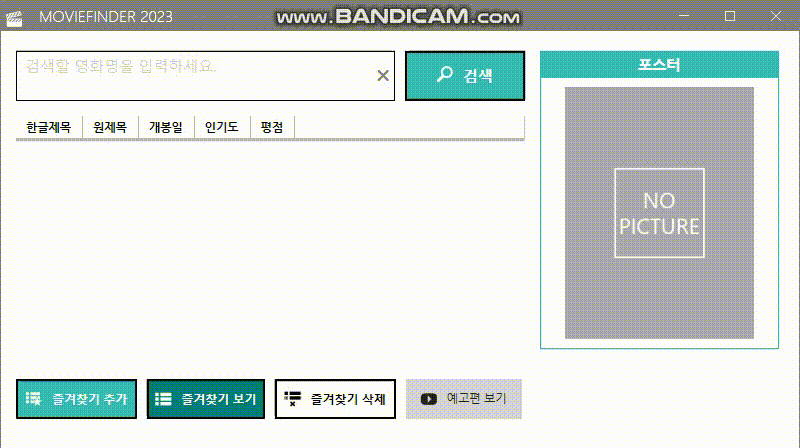 MOVIEFINDER 2023
www.BANDICAM.com
검색할 영화명을 입력하세요.
검색
포스터
한글제목 원제목 개봉일 인기도 평점
NO
PICTURE
즐겨찾기 추가 즐겨찾기 보기 즐겨찾기 삭제 예고편 보기